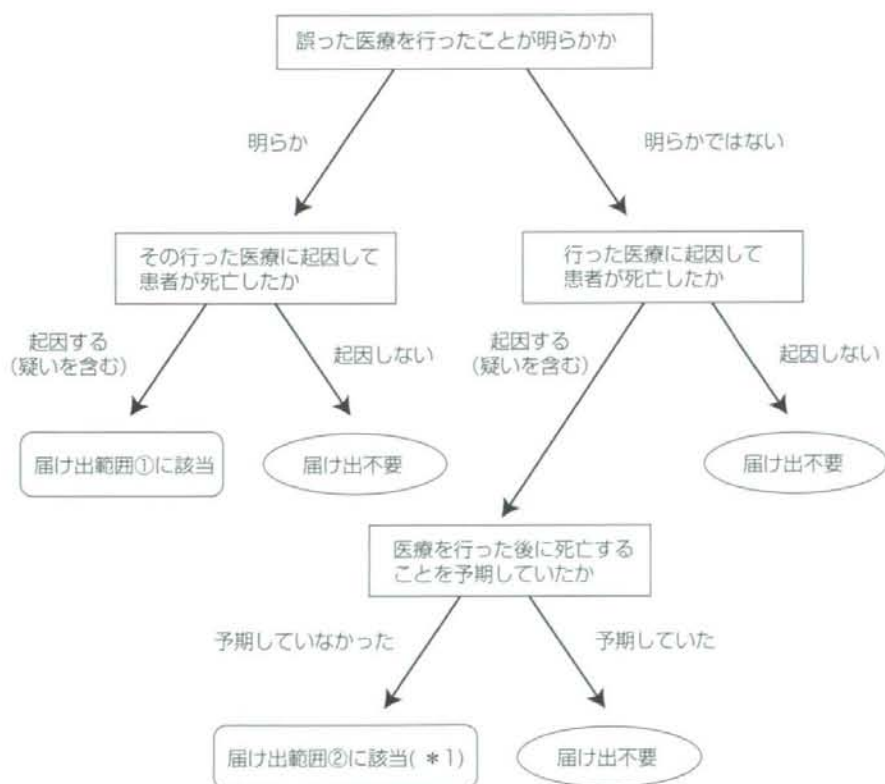 誤った医療を行ったことが明らかか
明らか
明らかではない
その行った医療に起因して
患者が死亡したか
行った医療に起因して
患者が死亡したか
起因する
(疑いを含む)
起因しない
起因する
(疑いを含む)
起因しない
届け出範囲①に該当
届け出不要
届け出不要
医療を行った後に死亡する
ことを予期していたか
予期していなかった
予期していた
届け出範囲②に該当(*1)
届け出不要